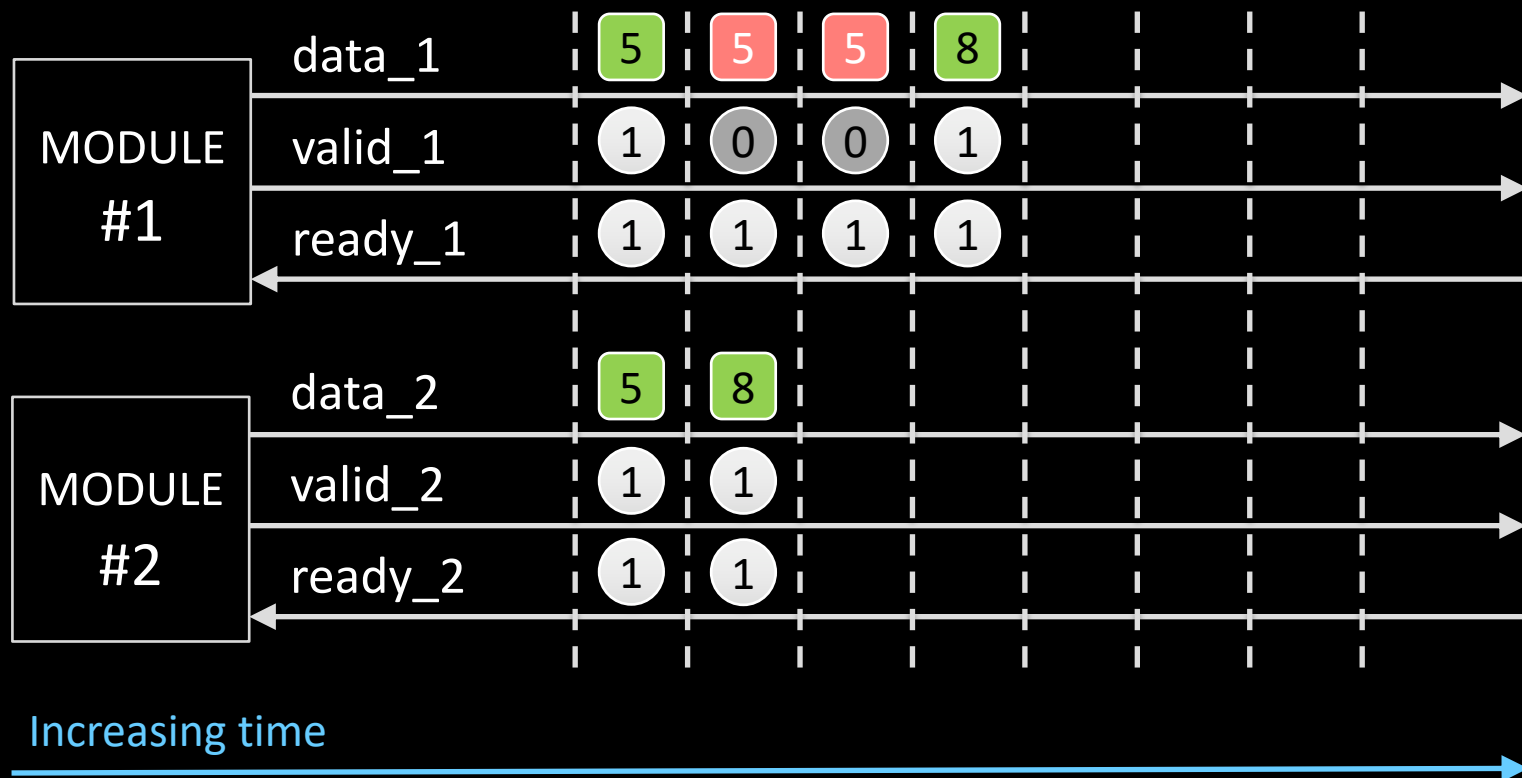 data_1 5 5 5 8
MODULE
#1
valid_1 1 0 0 1
ready_1 1 1 1 1
data_2 5 8
MODULE
#2
valid_2 1 1
ready_2 1 1
Increasing time